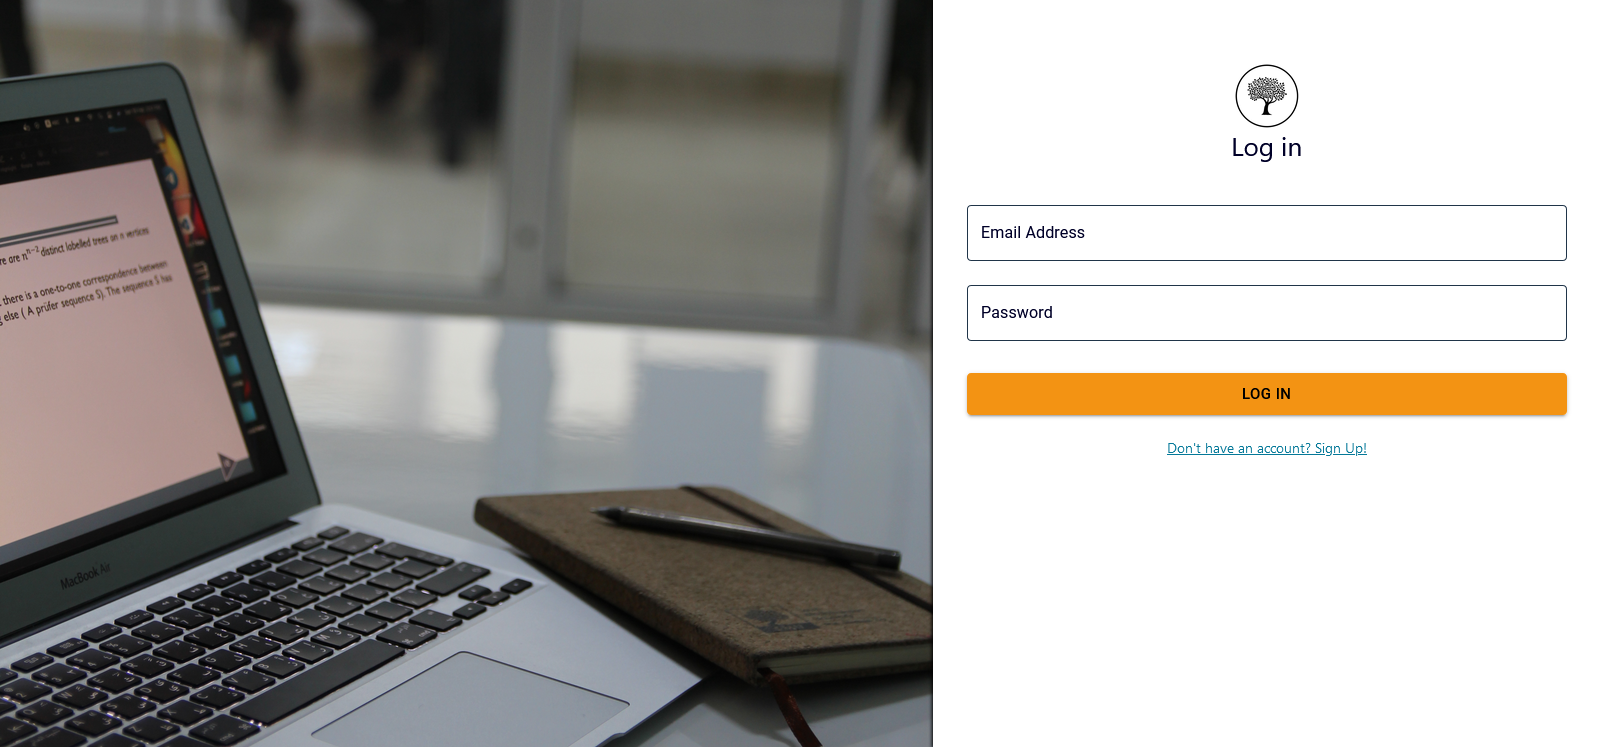 re are n^n-2 distinct labelled trees on n vertices
there is a one-to-one correspondence between
g else ( A prüfer sequence S). The sequence S has
MacBook Air
Log in
Email Address
Password
LOG IN
Don't have an account? Sign Up!